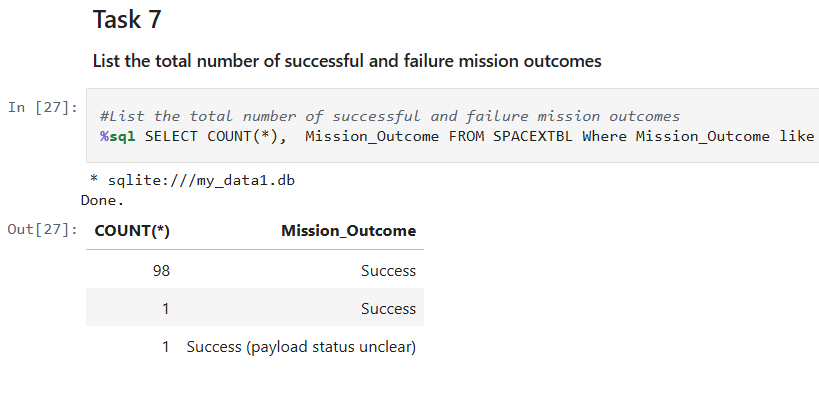 Task 7
List the total number of successful and failure mission outcomes
In [27]:
#List the total number of successful and failure mission outcomes
%sql SELECT COUNT(*),  Mission_Outcome FROM SPACEXTBL Where Mission_Outcome like
* sqlite:///my_data1.db
Done.
Out[27]:
COUNT(*) Mission_Outcome
98 Success
1 Success
1 Success (payload status unclear)